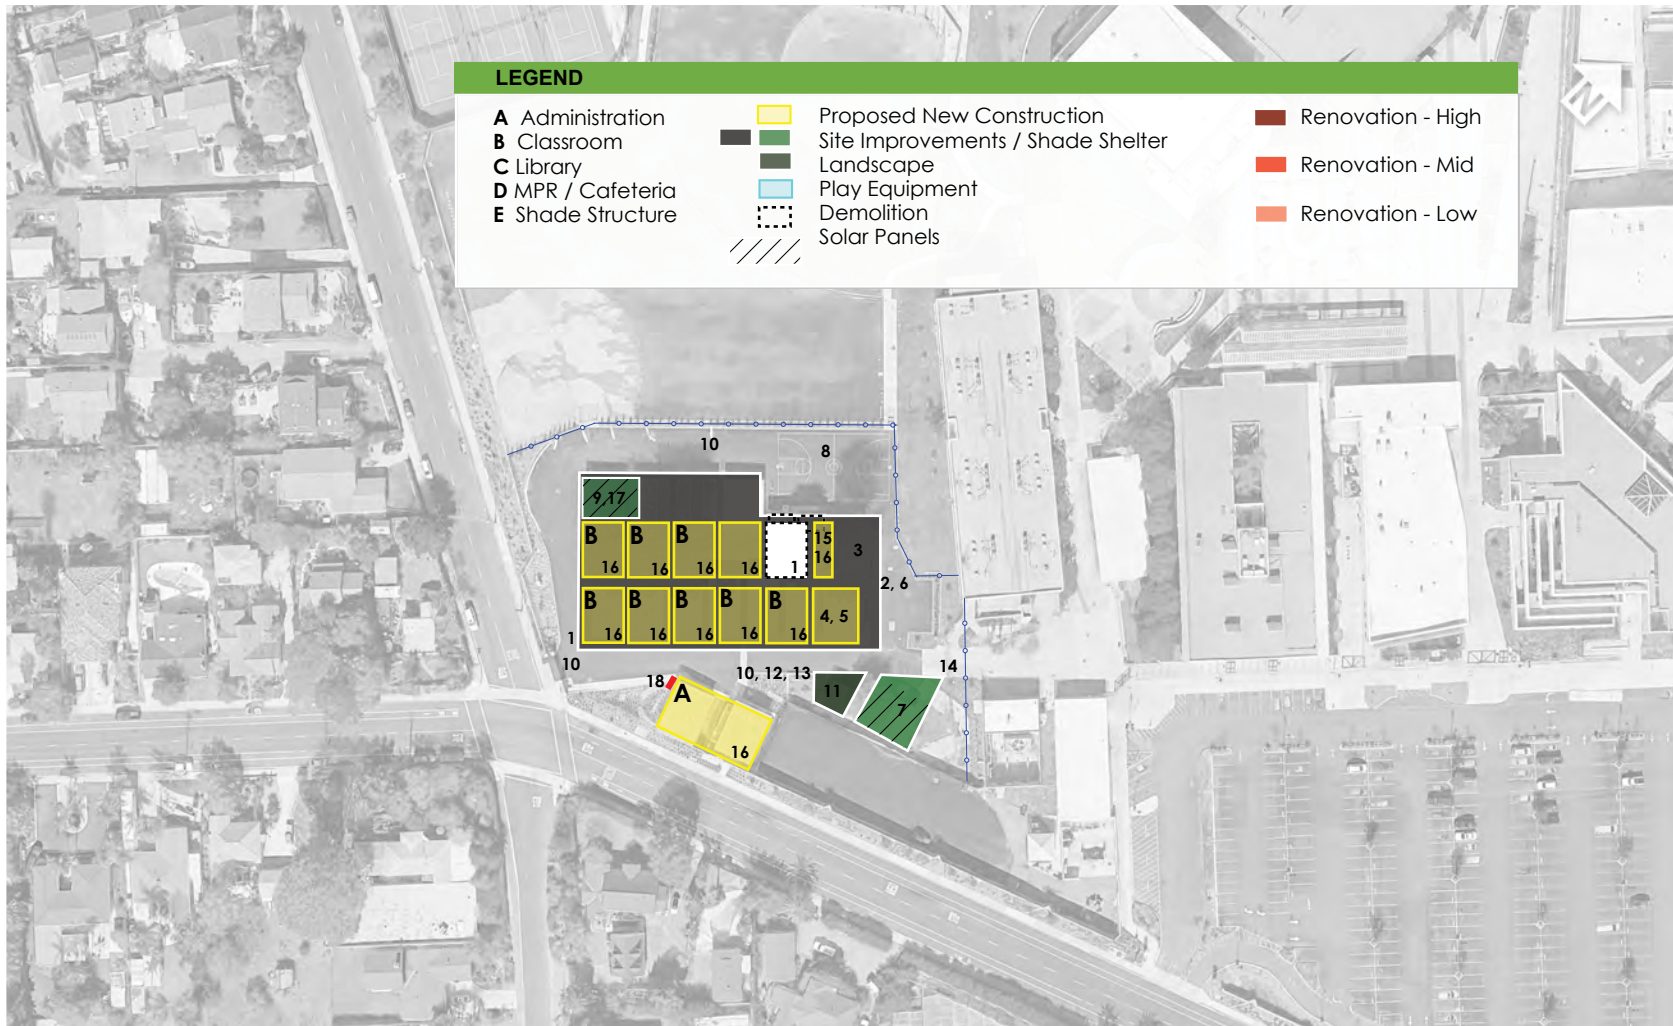 LEGEND
A Administration
B Classroom
C Library
D MPR / Cafeteria
E Shade Structure
Proposed New Construction
Site Improvements / Shade Shelter
Landscape
Play Equipment
Demolition
Solar Panels
Renovation - High
Renovation - Mid
Renovation - Low
N
10
8
9,17
B
B
B
15
3
16
16
16
16
1
16
2, 6
B
B
B
B
B
4, 5
16
16
16
16
16
1
10
10, 12, 13
14
18
A
11
7
16